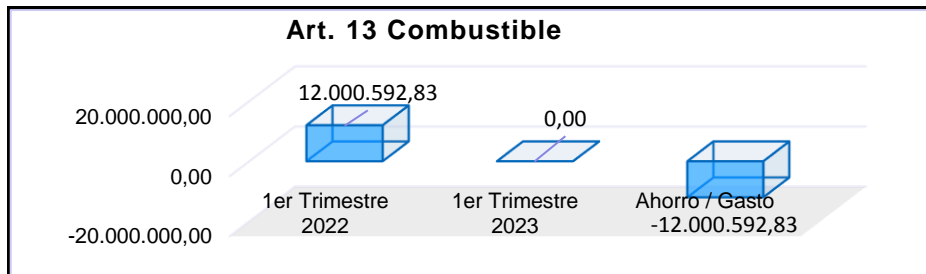 Art. 13 Combustible
20.000.000,00
0,00
-20.000.000,00
12.000.592,83
0,00
-12.000.592,83
1er Trimestre
2022
1er Trimestre
2023
Ahorro / Gasto